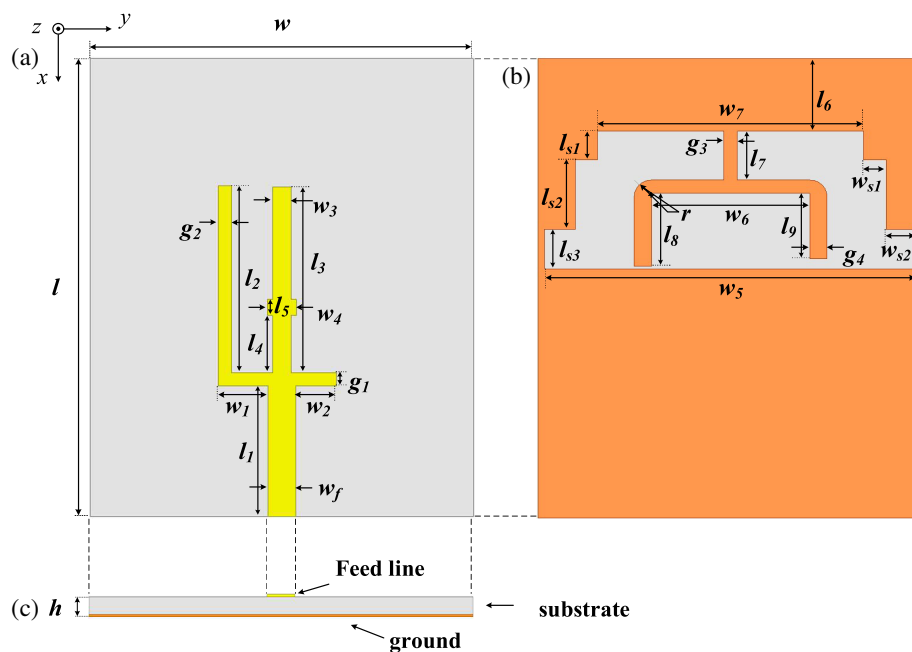 z y
x
(a) w (b)
l
g2 l2 w3 l3
l5 w4
l4
g1
w1 w2
l1
wf
l6
w7
ls1 g3 l7
ws1
ls2
r w6 l9
l8
ls3 g4 ws2
w5
Feed line
(c) h substrate
ground